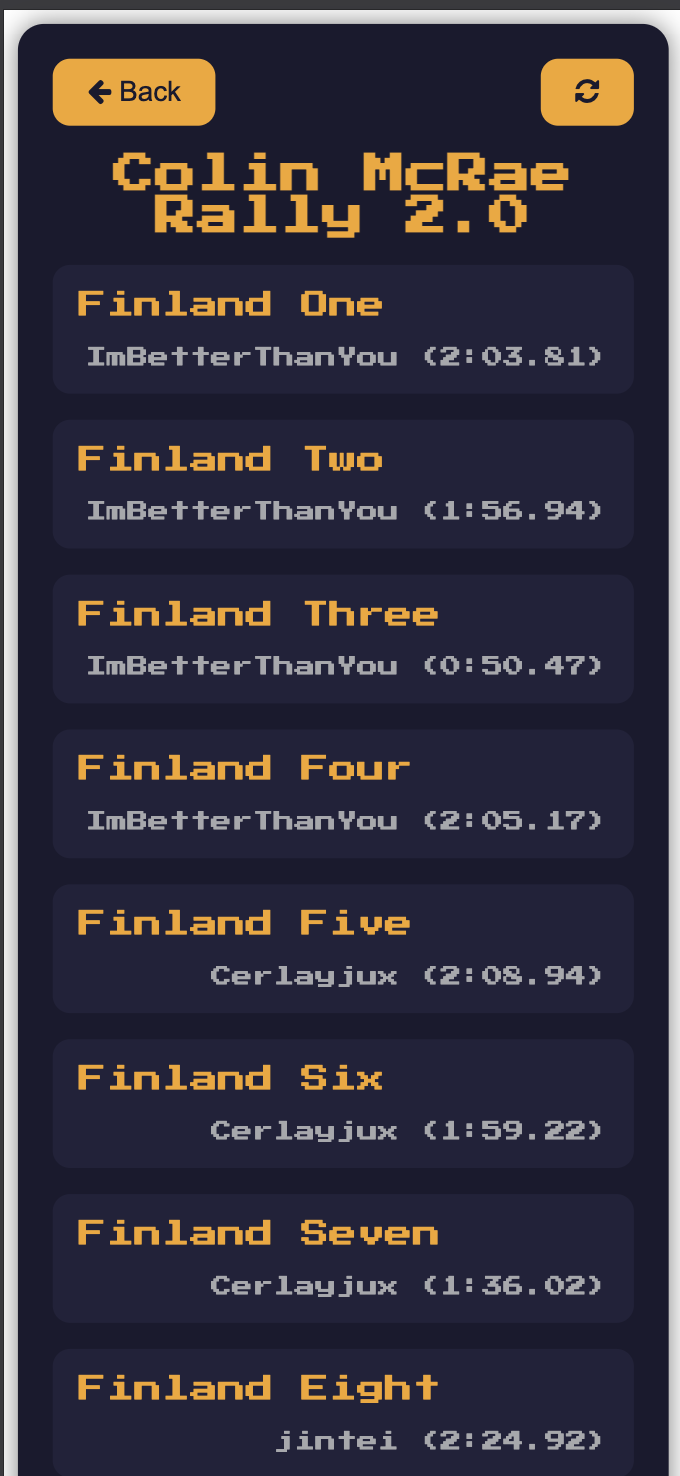 Back
Colin McRae
Rally 2.0
Finland One
ImBetterThanYou (2:03.81)
Finland Two
ImBetterThanYou (1:56.94)
Finland Three
ImBetterThanYou (0:50.47)
Finland Four
ImBetterThanYou (2:05.17)
Finland Five
Cerlayjux (2:08.94)
Finland Six
Cerlayjux (1:59.22)
Finland Seven
Cerlayjux (1:36.02)
Finland Eight
jintei (2:24.92)